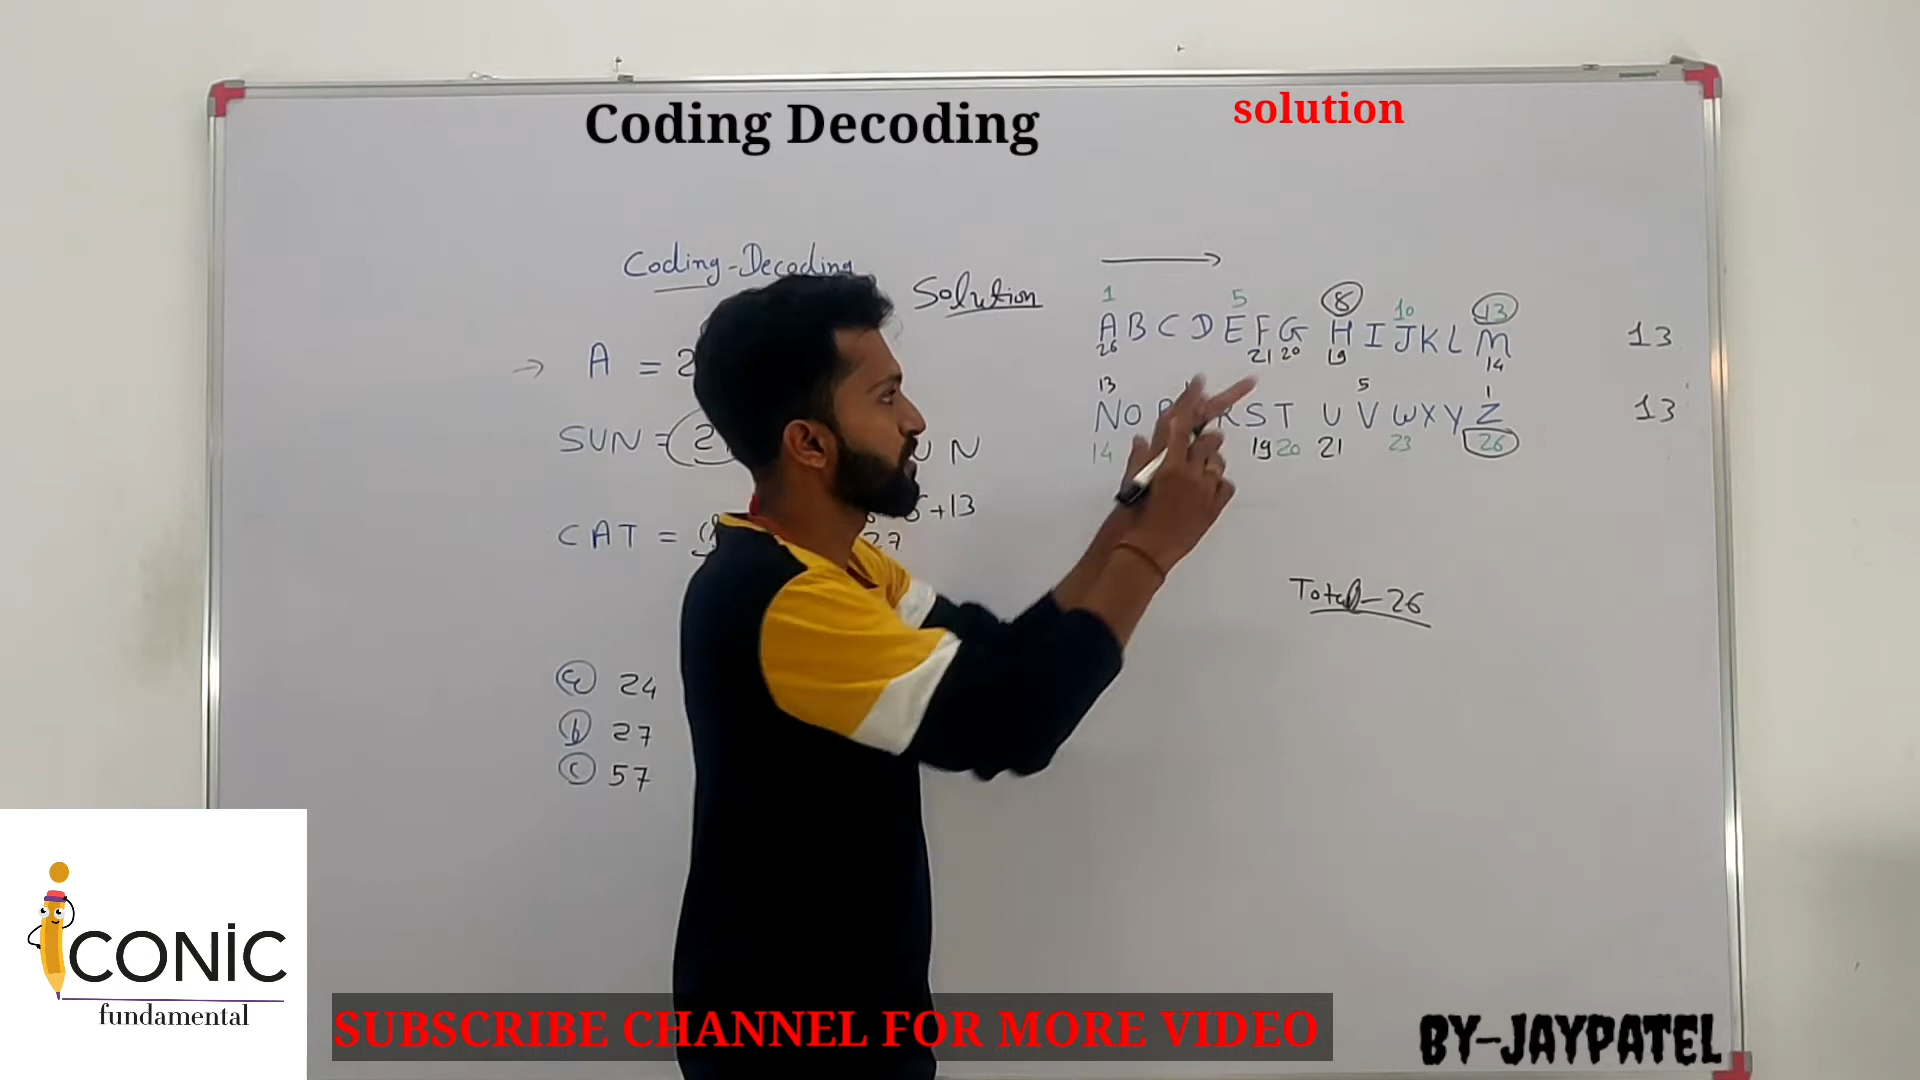 Coding Decoding
solution
Coding-Decoding
Solution
1 5 8 10 13
A B C D E F G H I J K L M 13
26 21 20 19 14
13 5 1
N O R S T U V W X Y Z 13
14 19 20 21 23 26
→ A = 2
SUN = 2
U N
8 6 +13
27
CAT =
Total-26
a 24
b 27
c 57
iCONiC
fundamental
SUBSCRIBE CHANNEL FOR MORE VIDEO
BY-JAYPATEL